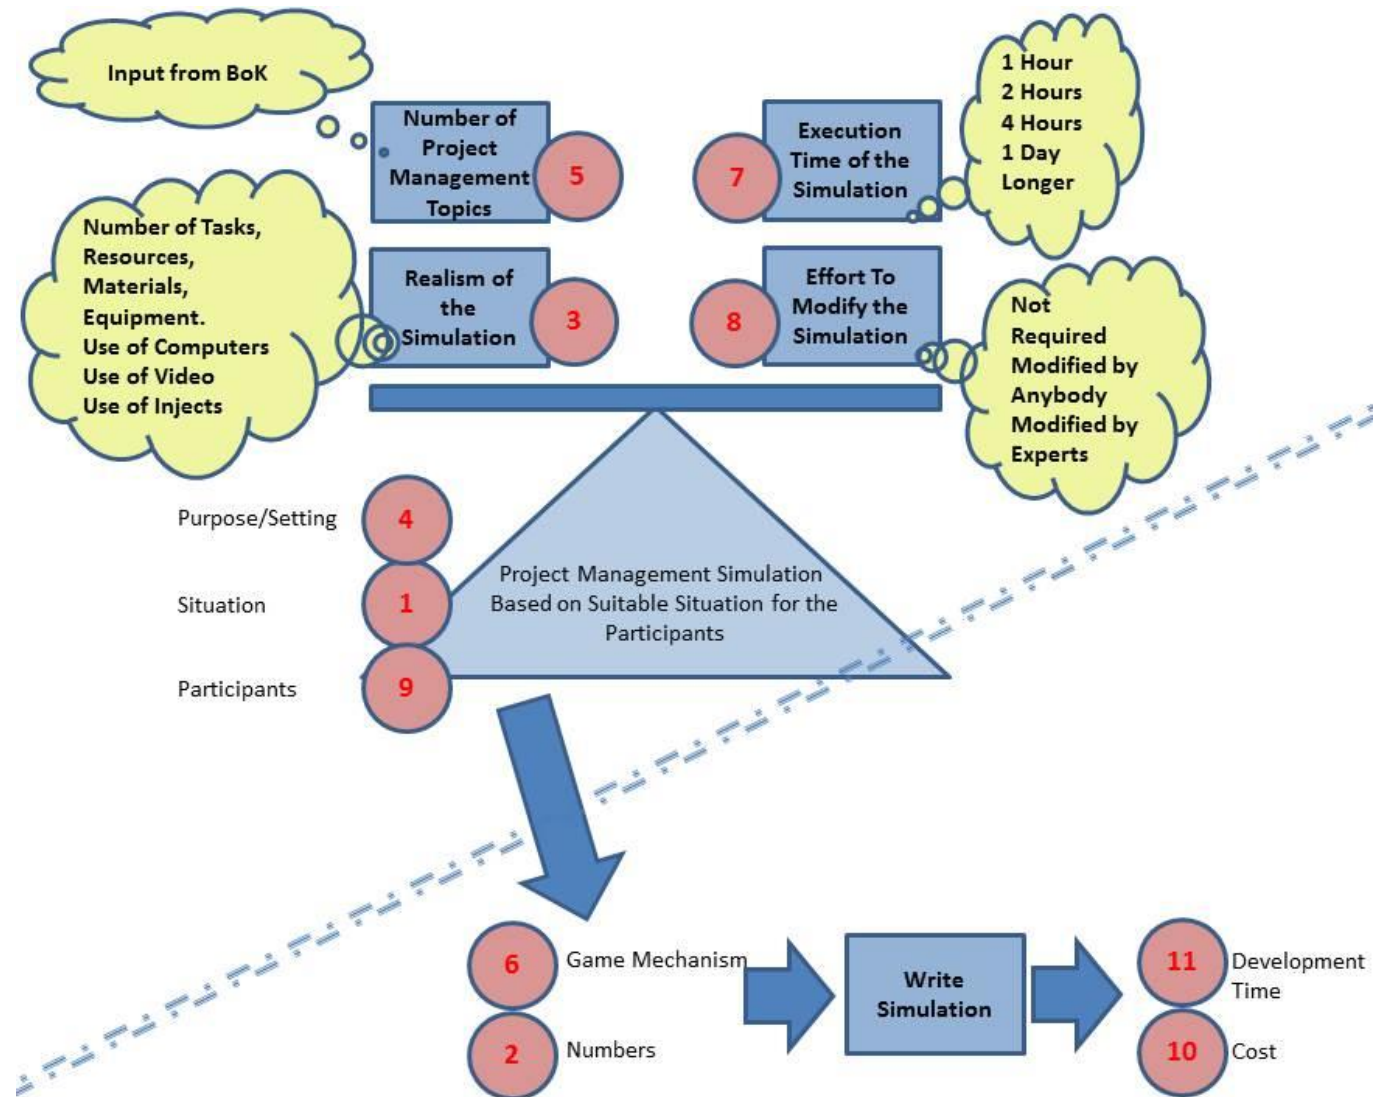 Input from BoK
Number of
Project
Management
Topics
5
7
Execution
Time of the
Simulation
1 Hour
2 Hours
4 Hours
1 Day
Longer
Number of Tasks,
Resources,
Materials,
Equipment.
Use of Computers
Use of Video
Use of Injects
Realism of
the
Simulation
3
8
Effort To
Modify the
Simulation
Not
Required
Modified by
Anybody
Modified by
Experts
Purpose/Setting
4
Situation
1
Participants
9
Project Management Simulation
Based on Suitable Situation for the
Participants
6
Game Mechanism
2
Numbers
Write
Simulation
11
Development
Time
10
Cost